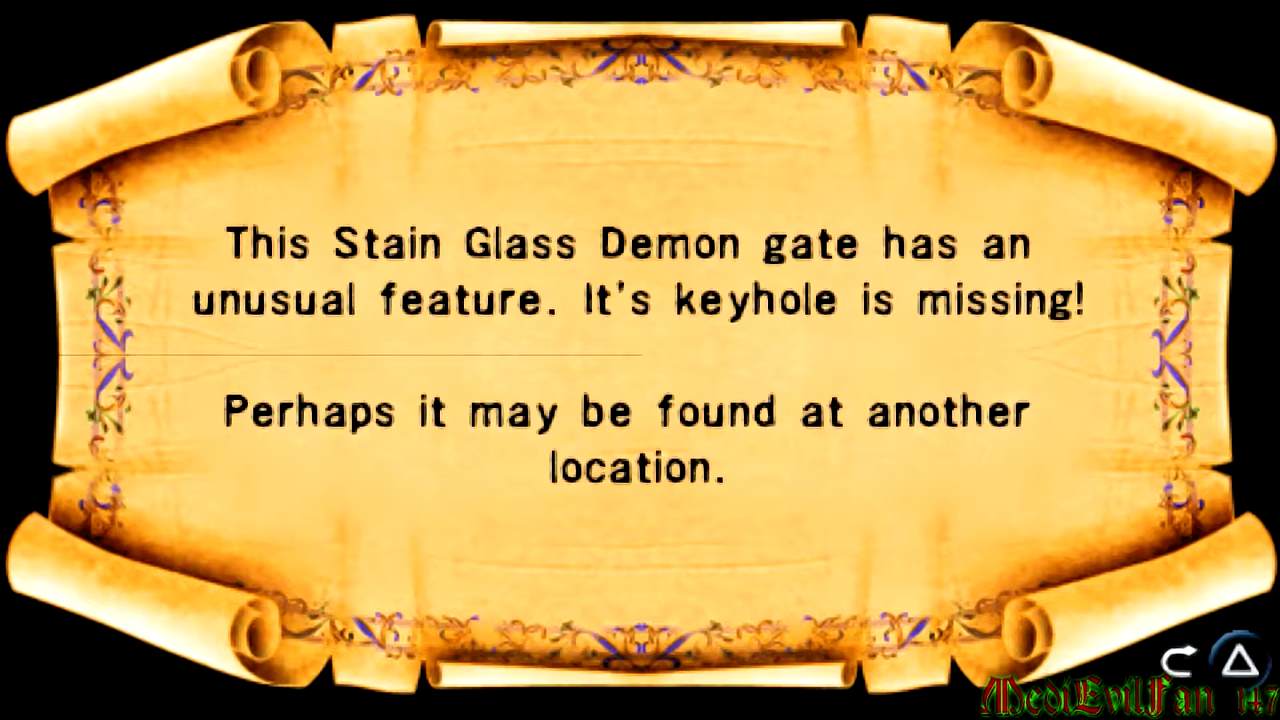 This Stain Glass Demon gate has an
unusual feature. It's keyhole is missing!
Perhaps it may be found at another
location.
MediEvilFan 147